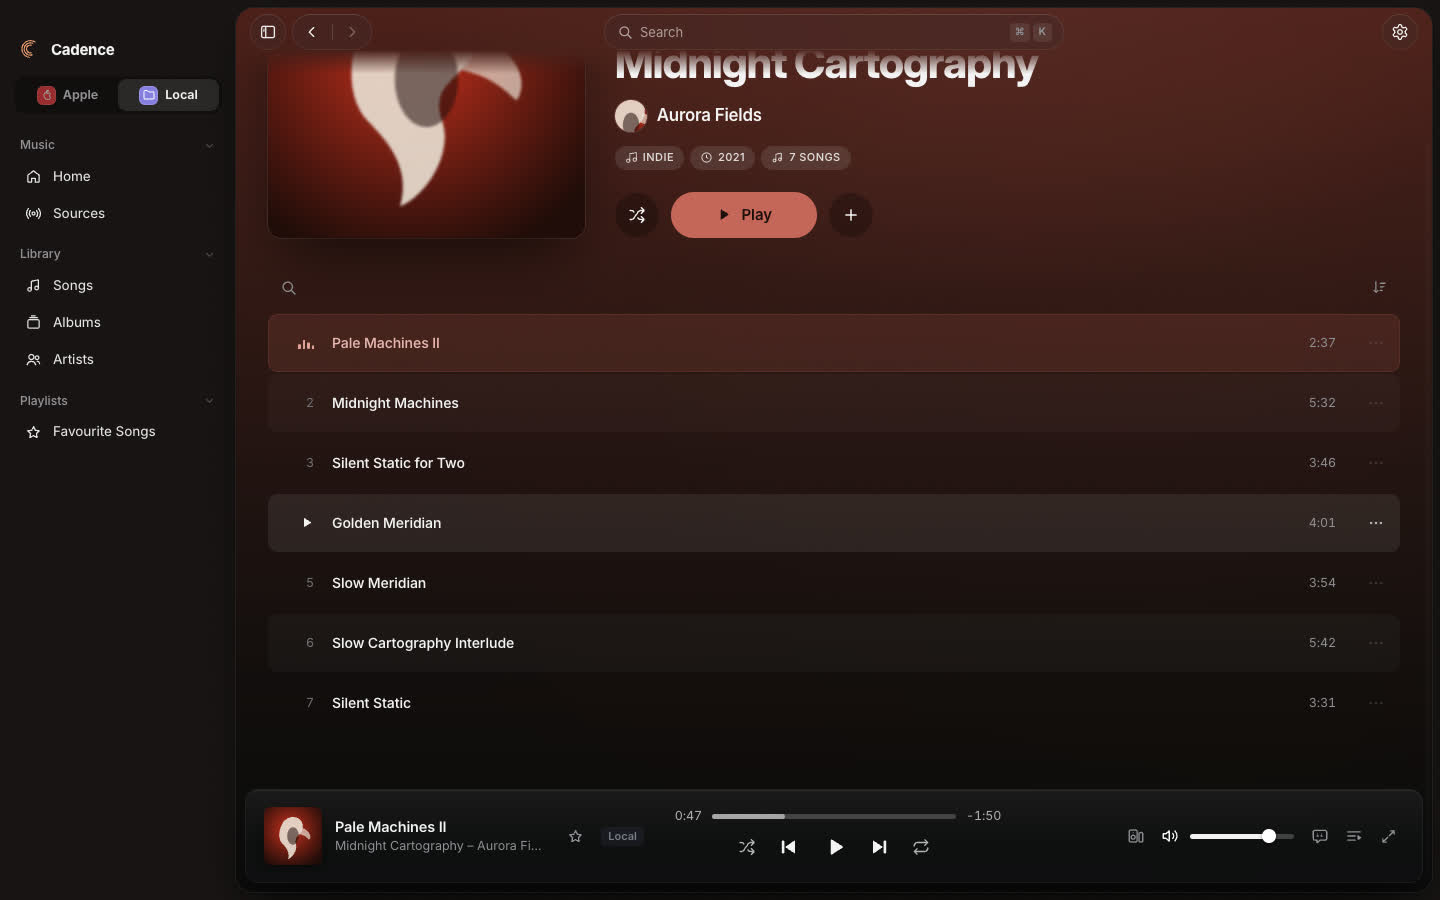 Cadence
Apple
Local
Music
Home
Sources
Library
Songs
Albums
Artists
Playlists
Favourite Songs
Search
⌘ K
Midnight Cartography
Aurora Fields
INDIE
2021
7 SONGS
Play
Pale Machines II 2:37
2 Midnight Machines 5:32
3 Silent Static for Two 3:46
Golden Meridian 4:01
5 Slow Meridian 3:54
6 Slow Cartography Interlude 5:42
7 Silent Static 3:31
Pale Machines II
Midnight Cartography – Aurora Fi...
Local
0:47
-1:50